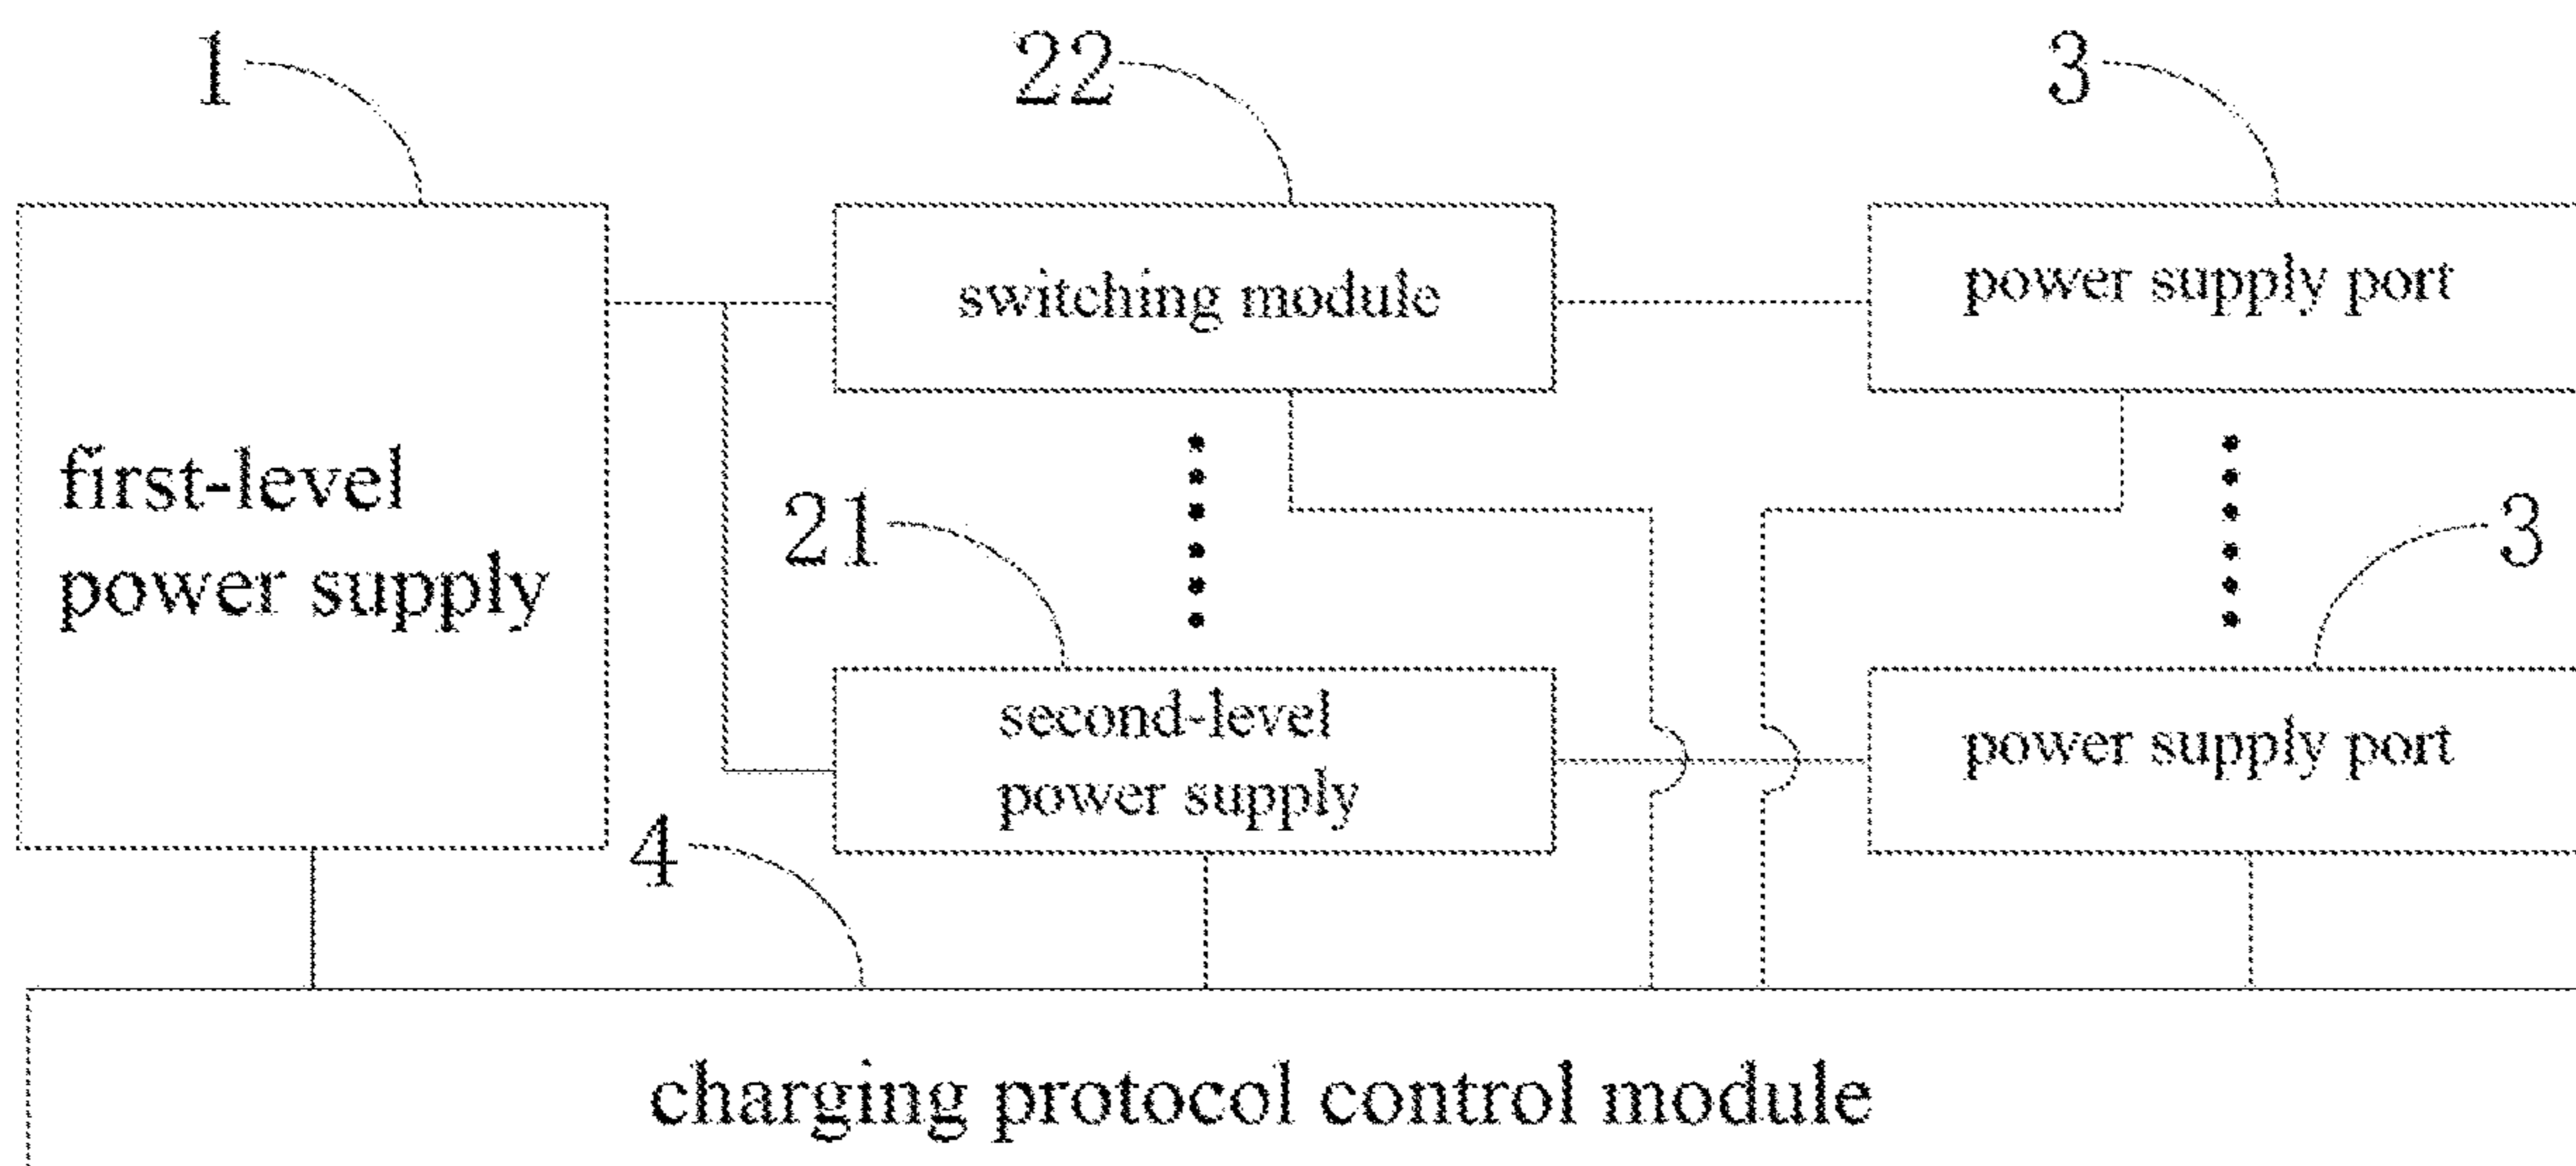 1
22
3
switching module
power supply port
first-level
power supply
21
3
second-level
power supply
power supply port
4
charging protocol control module